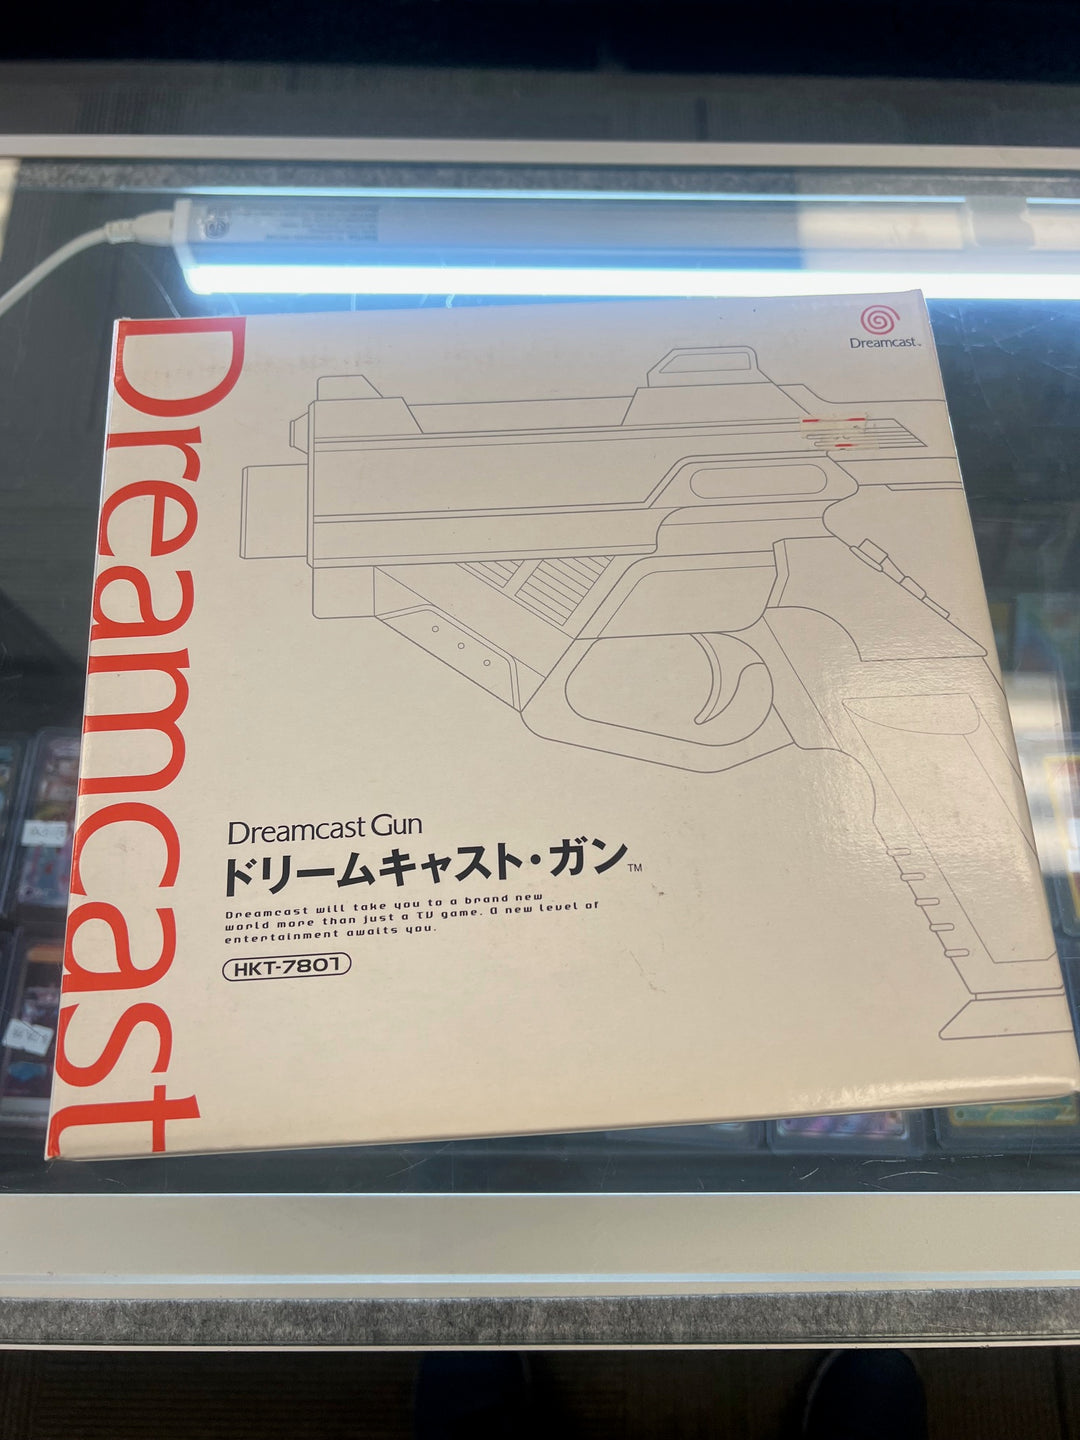 Dreamcast
Dreamcast™
Dreamcast Gun
ドリームキャスト・ガン™
Dreamcast will take you to a brand new
world more than just a TV game. A new level of
entertainment awaits you.
HKT-7801